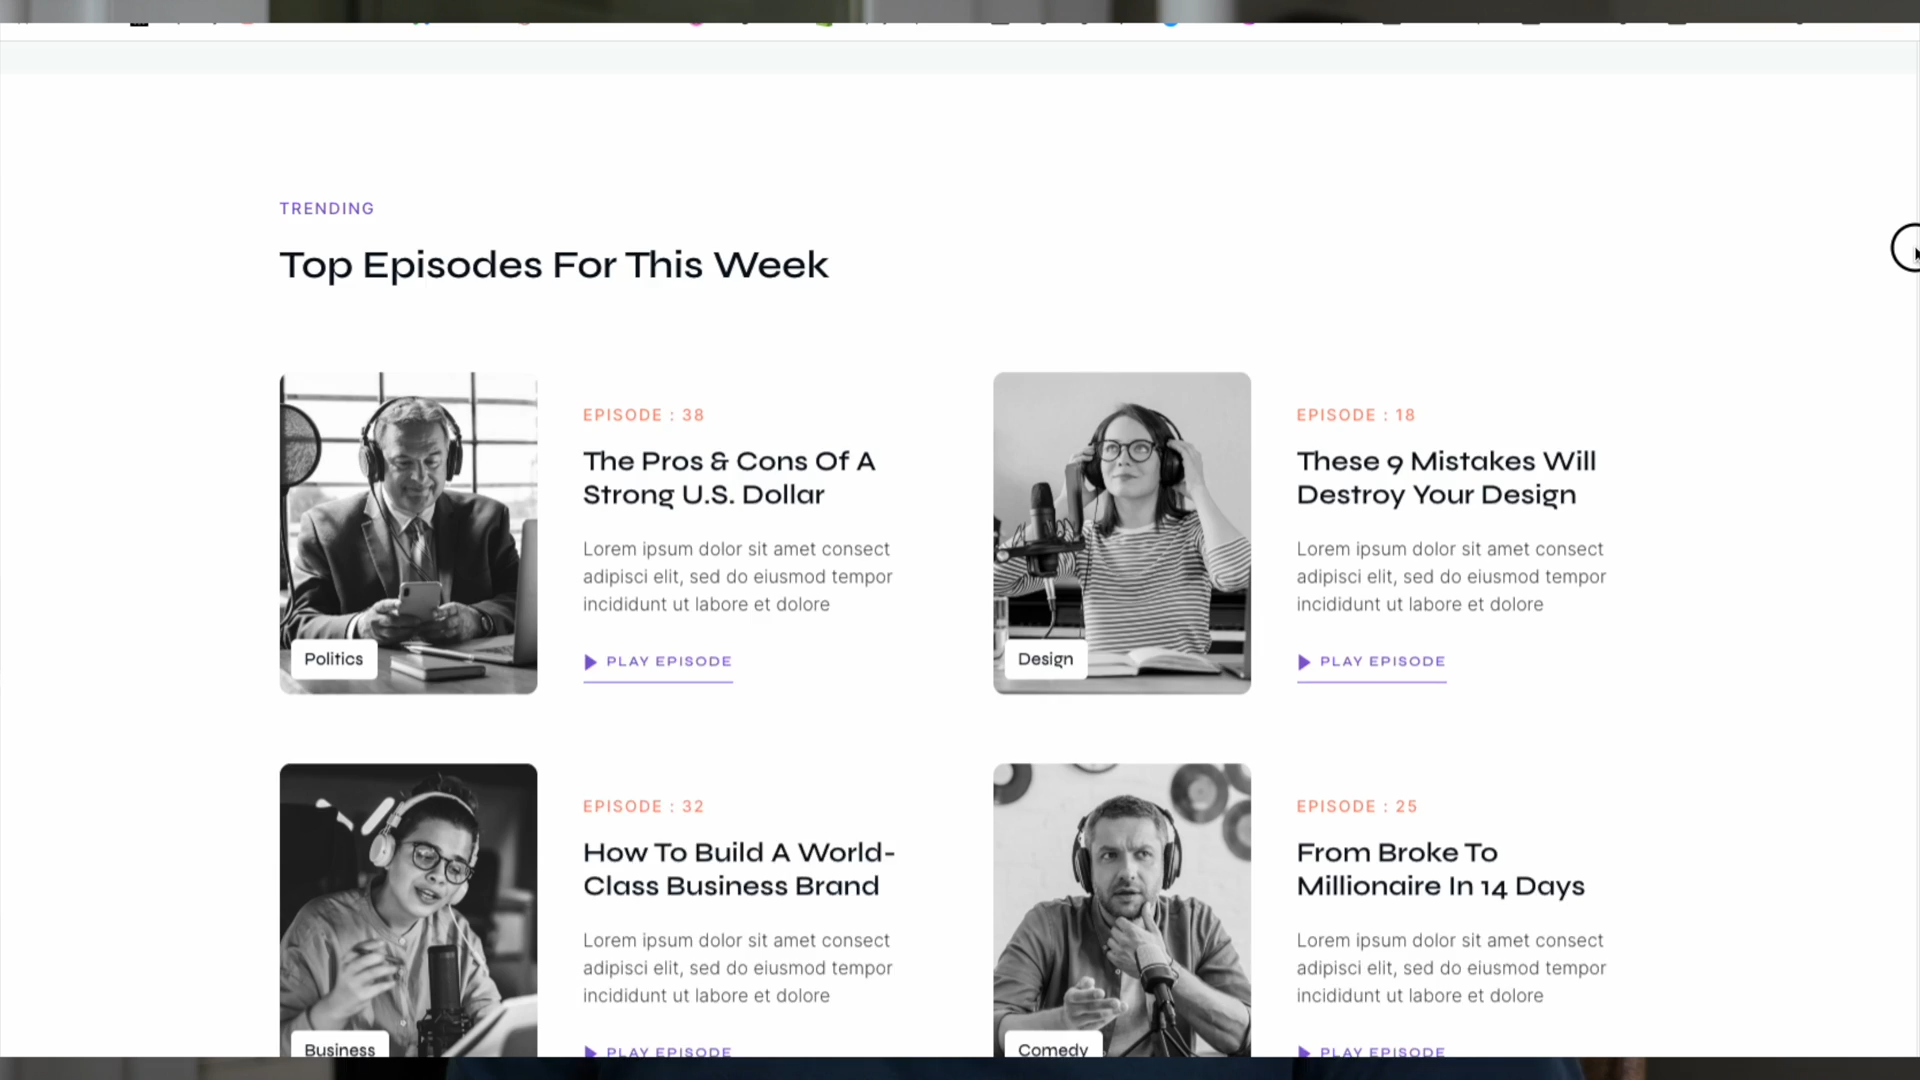 TRENDING
Top Episodes For This Week
EPISODE : 38
The Pros & Cons Of A
Strong U.S. Dollar
Lorem ipsum dolor sit amet consect
adipisci elit, sed do eiusmod tempor
incididunt ut labore et dolore
PLAY EPISODE
Politics
EPISODE : 18
These 9 Mistakes Will
Destroy Your Design
Lorem ipsum dolor sit amet consect
adipisci elit, sed do eiusmod tempor
incididunt ut labore et dolore
PLAY EPISODE
Design
EPISODE : 32
How To Build A World-
Class Business Brand
Lorem ipsum dolor sit amet consect
adipisci elit, sed do eiusmod tempor
incididunt ut labore et dolore
PLAY EPISODE
Business
EPISODE : 25
From Broke To
Millionaire In 14 Days
Lorem ipsum dolor sit amet consect
adipisci elit, sed do eiusmod tempor
incididunt ut labore et dolore
PLAY EPISODE
Comedy